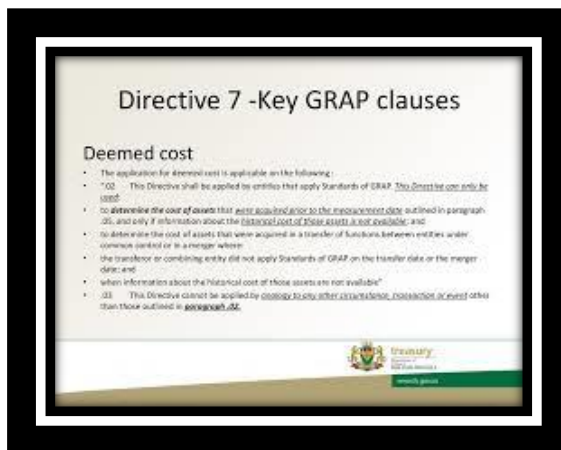 Directive 7 -Key GRAP clauses
Deemed cost
• The application for deemed cost is applicable on the following:
• ".02 This Directive shall be applied by entities that apply Standards of GRAP. This Directive can only be
used:
• to determine the cost of assets that were acquired prior to the measurement date outlined in paragraph
.05, and only if information about the historical cost of those assets is not available; and
• to determine the cost of assets that were acquired in a transfer of functions between entities under
common control or in a merger where:
• the transferor or combining entity did not apply Standards of GRAP on the transfer date or the merger
date; and
• when information about the historical cost of those assets are not available"
• .03 This Directive cannot be applied by analogy to any other circumstance, transaction or event other
than those outlined in paragraph .02.
treasury